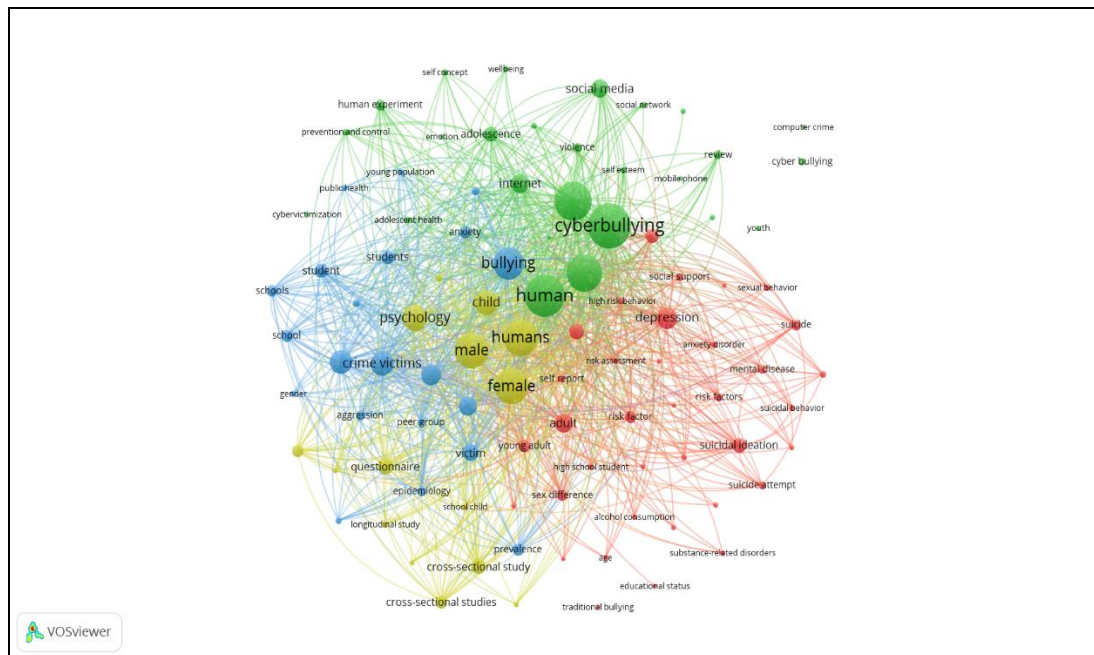 self concept
wellbeing
social media
human experiment
social network
computer crime
prevention and control
emotion
adolescence
violence
review
cyber bullying
young population
self esteem
mobile phone
public health
internet
cybervictimization
adolescent health
cyberbullying
youth
anxiety
students
bullying
student
social support
sexual behavior
schools
human
high risk behavior
child
psychology
depression
suicide
school
humans
anxiety disorder
male
crime victims
risk assessment
mental disease
self report
female
gender
risk factors
suicidal behavior
aggression
peer group
adult
risk factor
young adult
suicidal ideation
victim
questionnaire
high school student
epidemiology
suicide attempt
sex difference
school child
longitudinal study
alcohol consumption
prevalence
substance-related disorders
age
cross-sectional study
educational status
cross-sectional studies
traditional bullying
VOSviewer